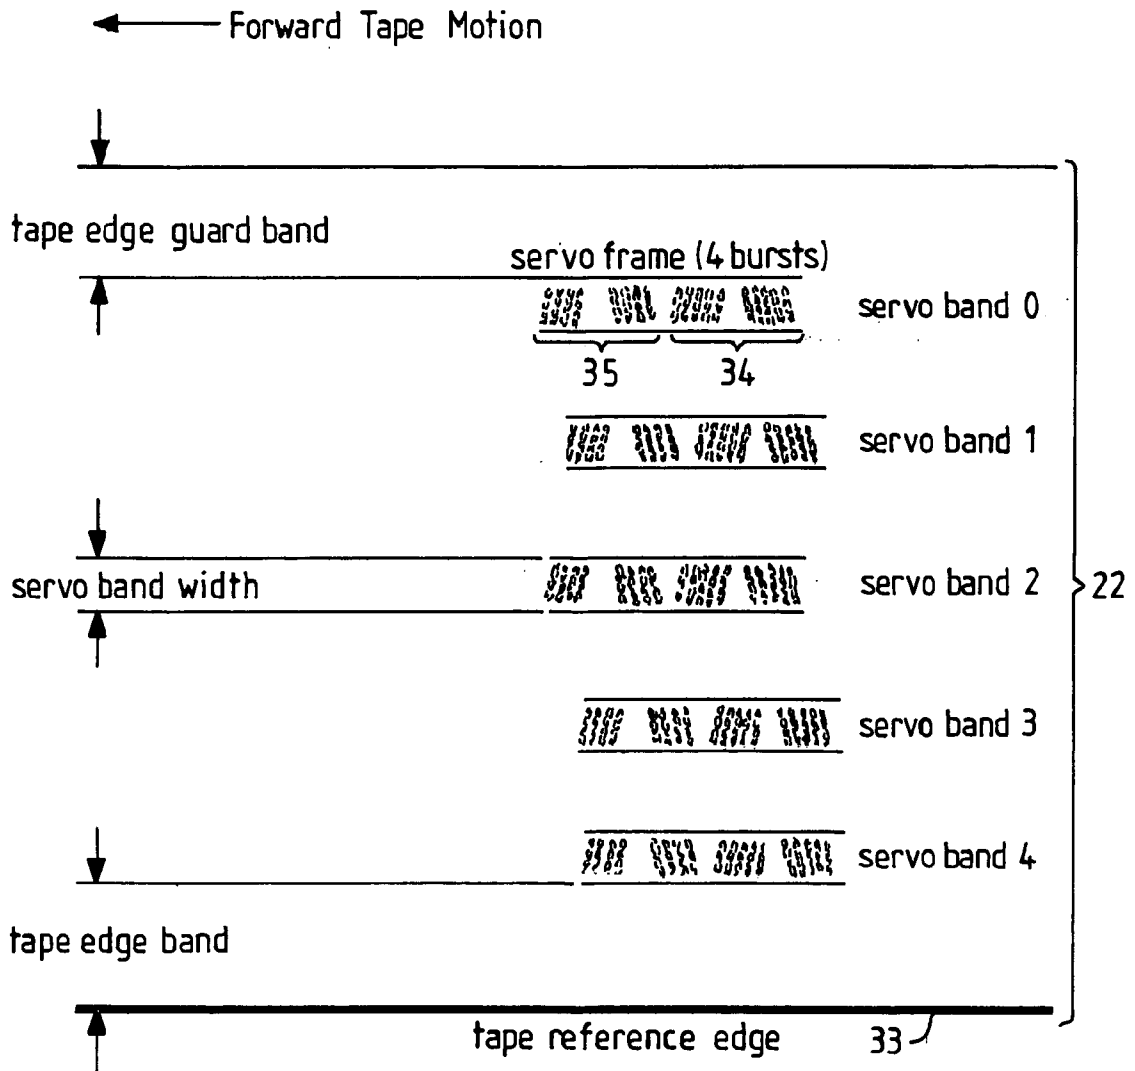 Forward Tape Motion
tape edge guard band
servo frame (4 bursts)
servo band 0
35
34
servo band 1
servo band width
servo band 2
22
servo band 3
servo band 4
tape edge band
tape reference edge
33